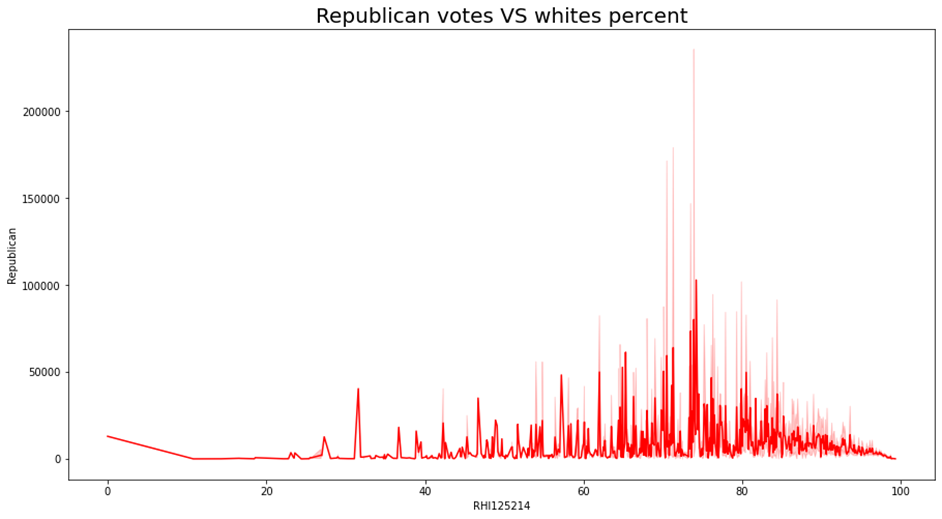 Republican votes VS whites percent
200000
150000
100000
50000
0
Republican
0 20 40 60 80 100
RHI125214